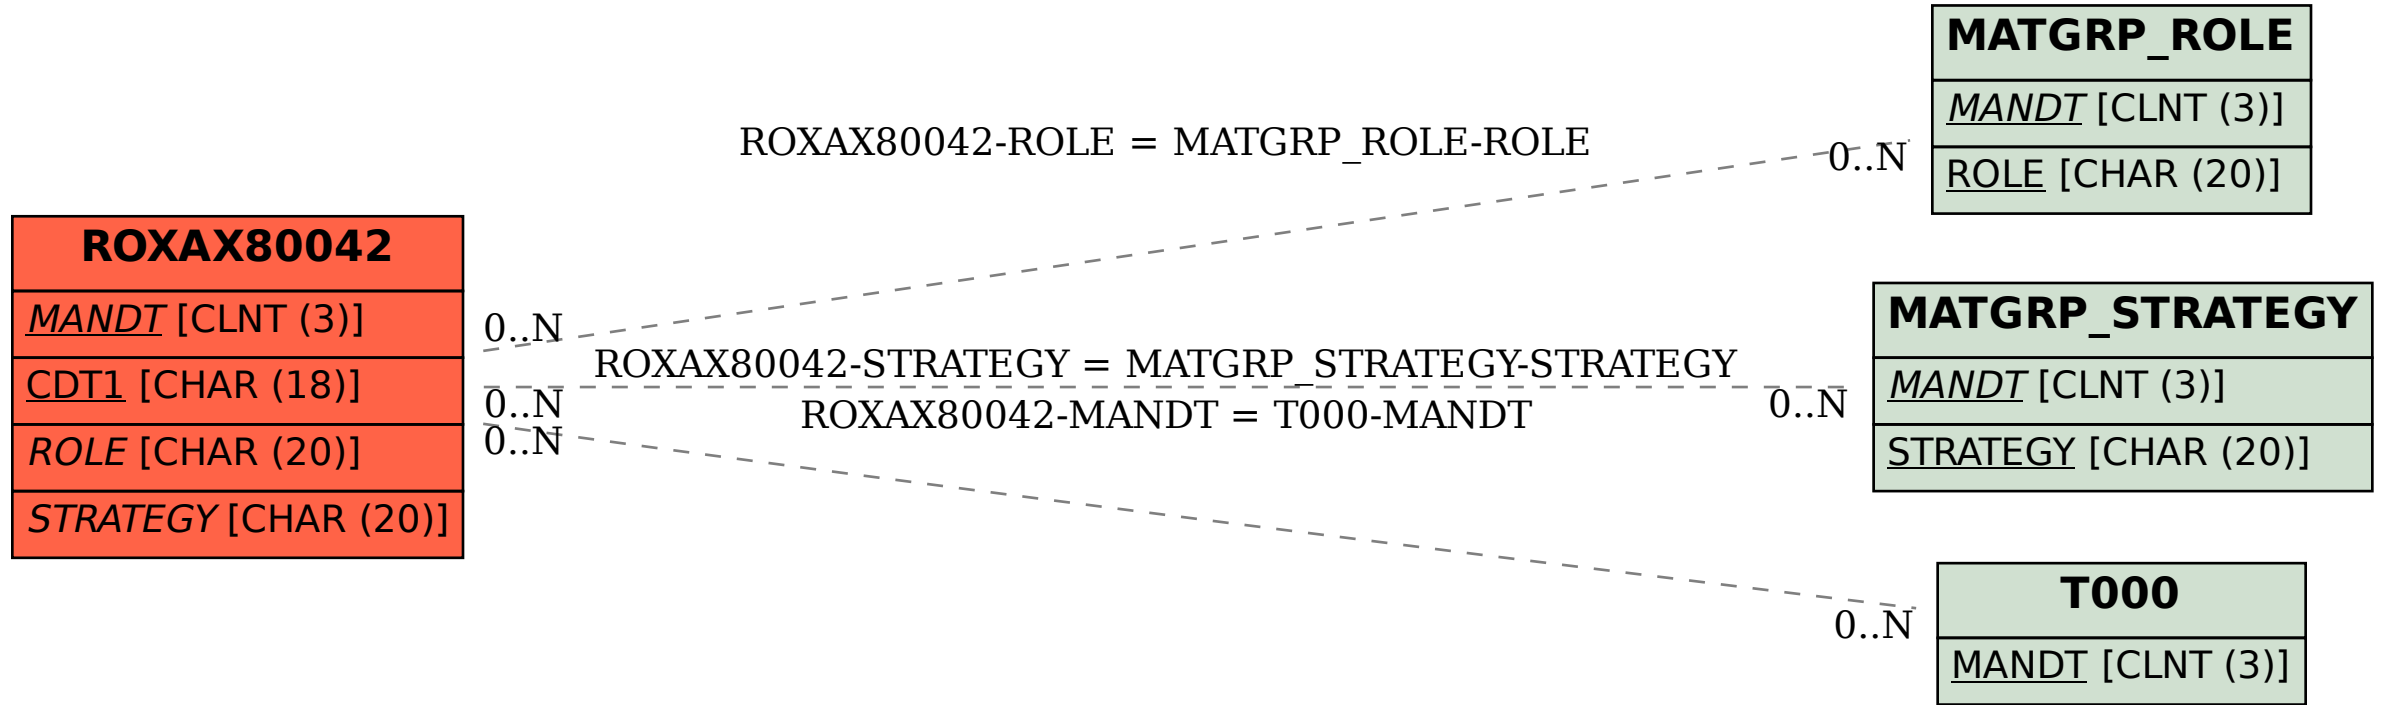 MATGRP_ROLE
MANDT [CLNT (3)]
ROLE [CHAR (20)]
ROXAX80042-ROLE = MATGRP_ROLE-ROLE
0..N
ROXAX80042
MANDT [CLNT (3)]
CDT1 [CHAR (18)]
ROLE [CHAR (20)]
STRATEGY [CHAR (20)]
0..N
ROXAX80042-STRATEGY = MATGRP_STRATEGY-STRATEGY
0..N
0..N
ROXAX80042-MANDT = T000-MANDT
0..N
MATGRP_STRATEGY
MANDT [CLNT (3)]
STRATEGY [CHAR (20)]
0..N
T000
MANDT [CLNT (3)]